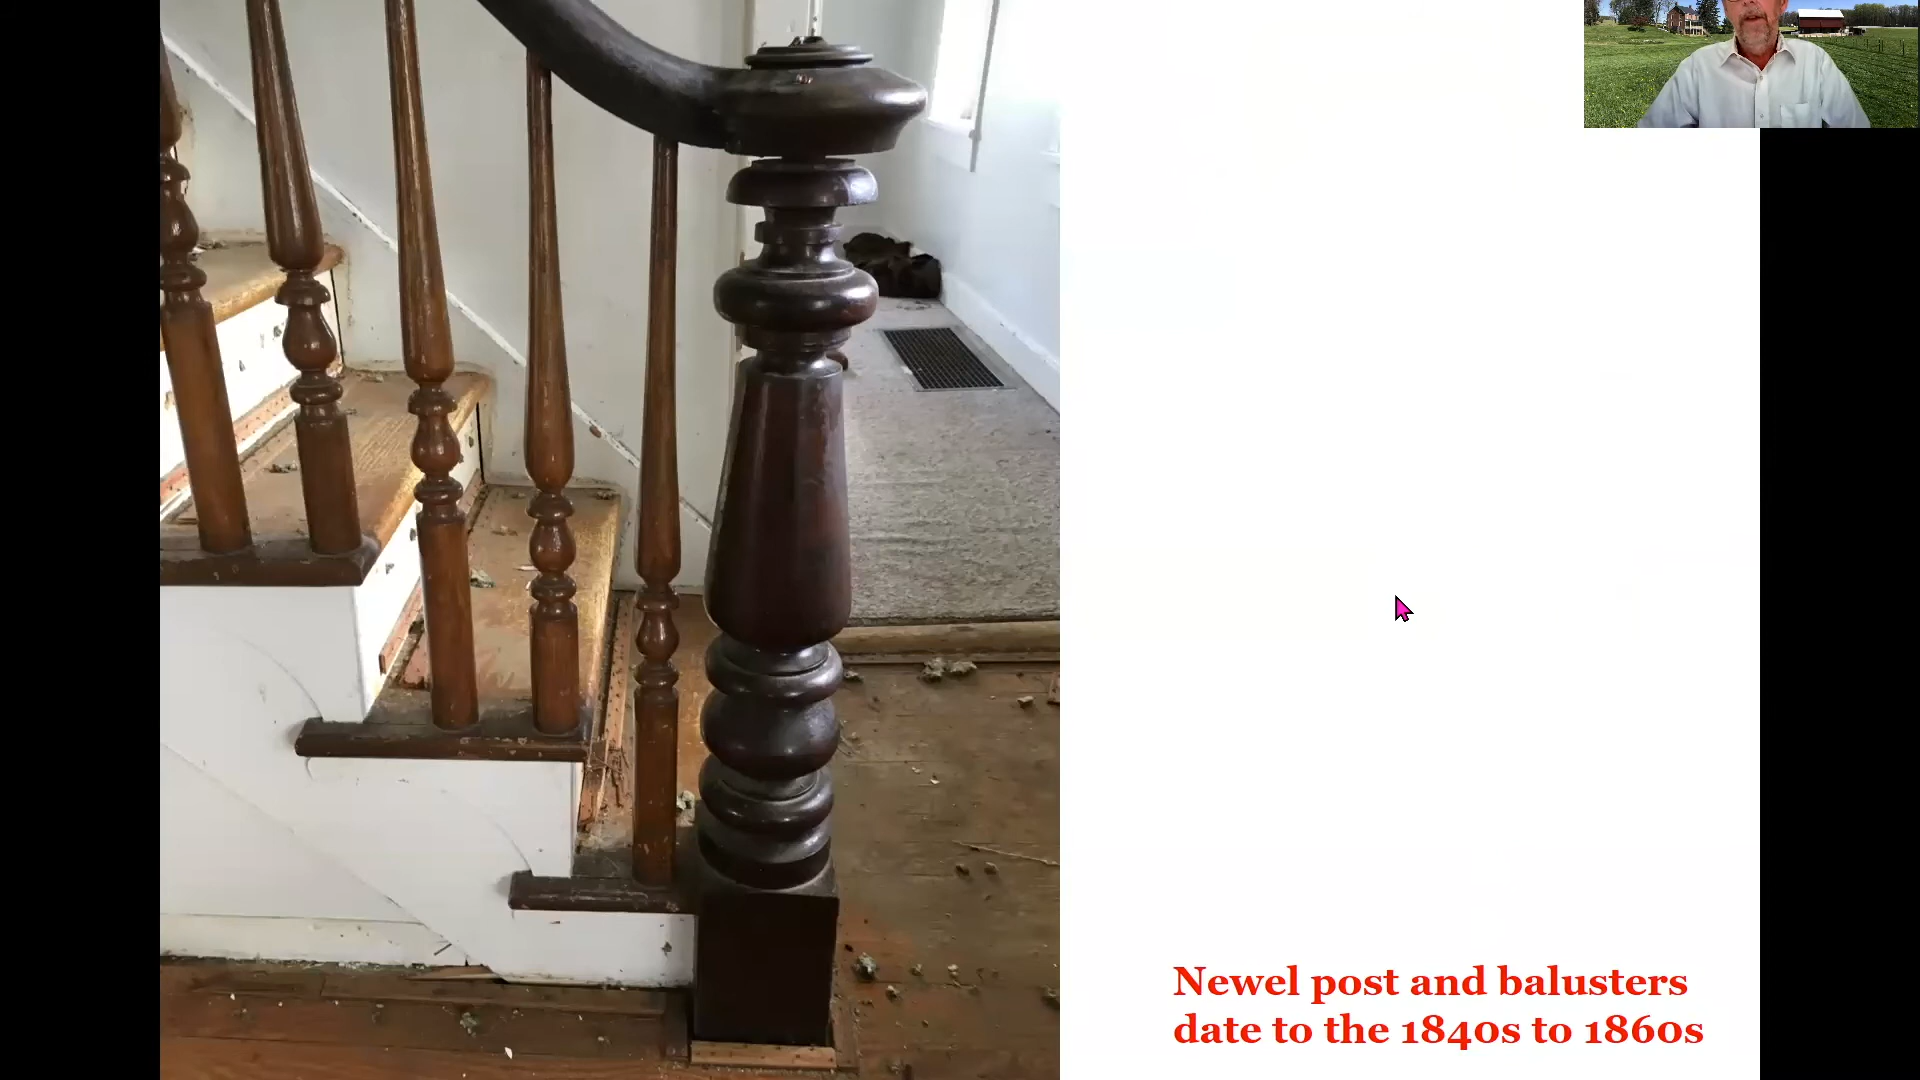 Newel post and balusters
date to the 1840s to 1860s